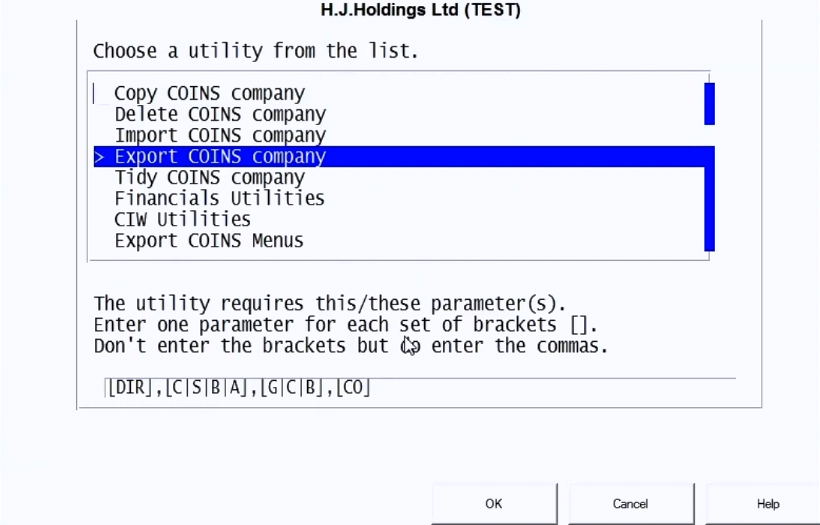 H.J.Holdings Ltd (TEST)
Choose a utility from the list.
Copy COINS company
Delete COINS company
Import COINS company
> Export COINS company
Tidy COINS company
Financials Utilities
CIW Utilities
Export COINS Menus
The utility requires this/these parameter(s).
Enter one parameter for each set of brackets [].
Don't enter the brackets but do enter the commas.
[DIR],[C|S|B|A],[G|C|B],[CO]
OK Cancel Help